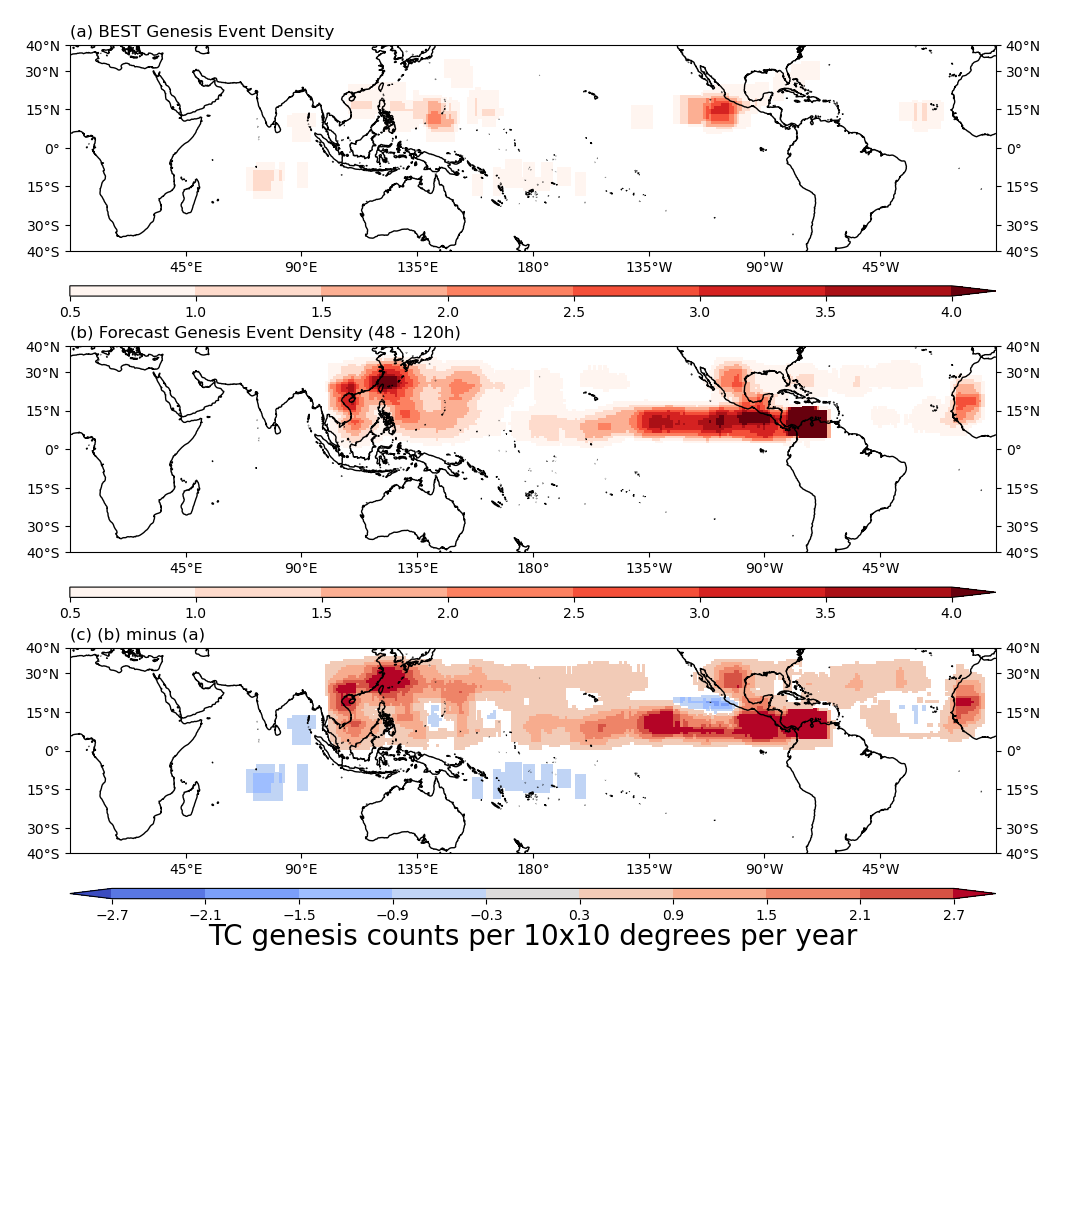 (a) BEST Genesis Event Density
40°N 40°N
30°N 30°N
15°N 15°N
0° 0°
15°S 15°S
30°S 30°S
40°S 40°S
45°E 90°E 135°E 180° 135°W 90°W 45°W
0.5 1.0 1.5 2.0 2.5 3.0 3.5 4.0
(b) Forecast Genesis Event Density (48 - 120h)
40°N 40°N
30°N 30°N
15°N 15°N
0° 0°
15°S 15°S
30°S 30°S
40°S 40°S
45°E 90°E 135°E 180° 135°W 90°W 45°W
0.5 1.0 1.5 2.0 2.5 3.0 3.5 4.0
(c) (b) minus (a)
40°N 40°N
30°N 30°N
15°N 15°N
0° 0°
15°S 15°S
30°S 30°S
40°S 40°S
45°E 90°E 135°E 180° 135°W 90°W 45°W
−2.7 −2.1 −1.5 −0.9 −0.3 0.3 0.9 1.5 2.1 2.7
TC genesis counts per 10x10 degrees per year